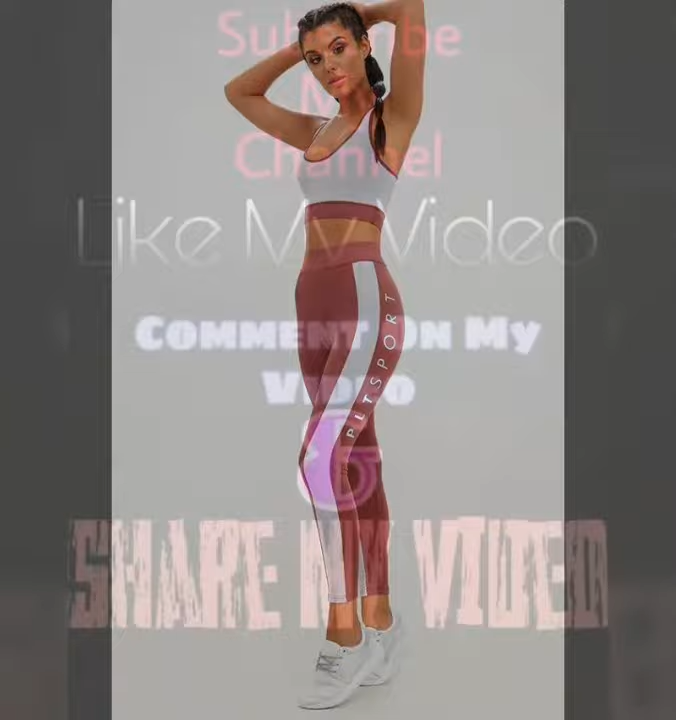 Subscribe
My
Channel
Like My Video
Comment On My
Video
PLTSPORT
SHARE MY VIDEO